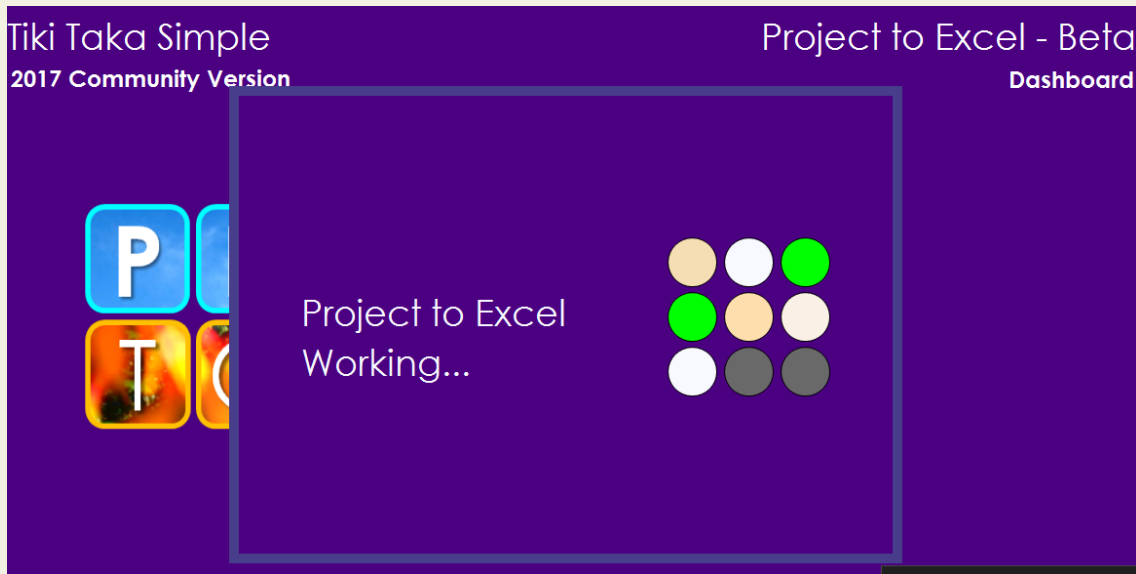 Tiki Taka Simple
Project to Excel - Beta
2017 Community Version
Dashboard
P
T
Project to Excel
Working...